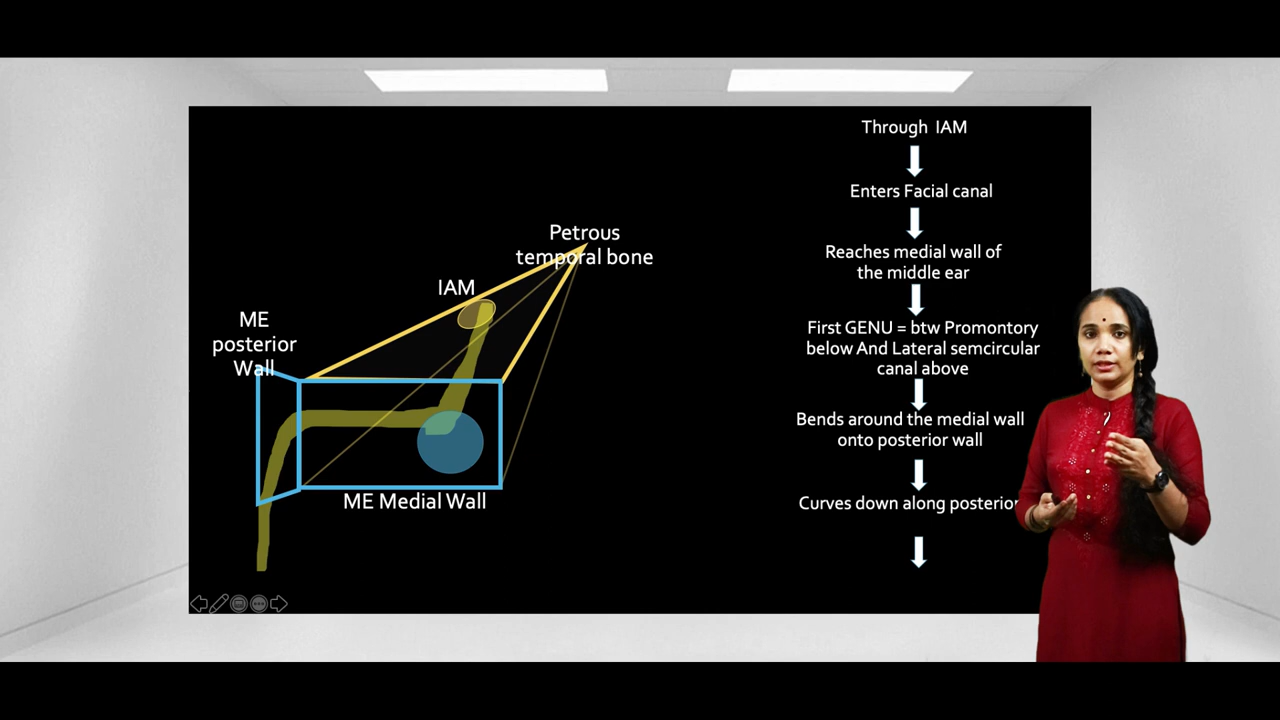 Petrous
temporal bone
IAM
ME
posterior
Wall
ME Medial Wall
Through IAM
Enters Facial canal
Reaches medial wall of
the middle ear
First GENU = btw Promontory
below And Lateral semcircular
canal above
Bends around the medial wall
onto posterior wall
Curves down along posterior